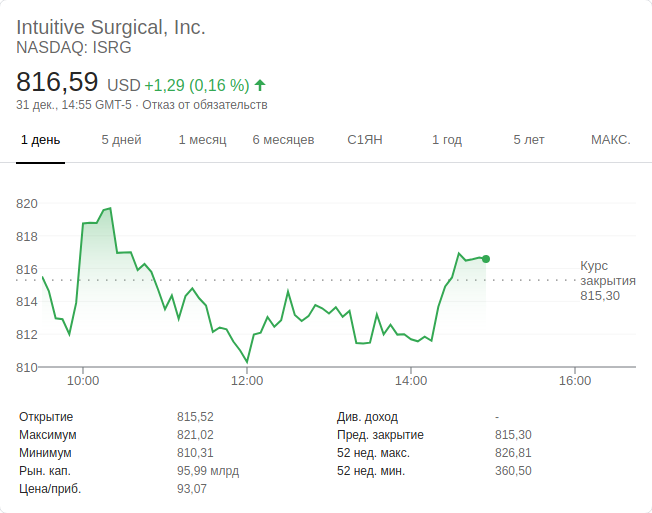 Intuitive Surgical, Inc.
NASDAQ: ISRG
816,59 USD +1,29 (0,16 %)
31 дек., 14:55 GMT-5 · Отказ от обязательств
1 день 5 дней 1 месяц 6 месяцев С1ЯН 1 год 5 лет МАКС.
820
818
816
814
812
810
Курс
закрытия
815,30
10:00 12:00 14:00 16:00
Открытие 815,52 Див. доход -
Максимум 821,02 Пред. закрытие 815,30
Минимум 810,31 52 нед. макс. 826,81
Рын. кап. 95,99 млрд 52 нед. мин. 360,50
Цена/приб. 93,07